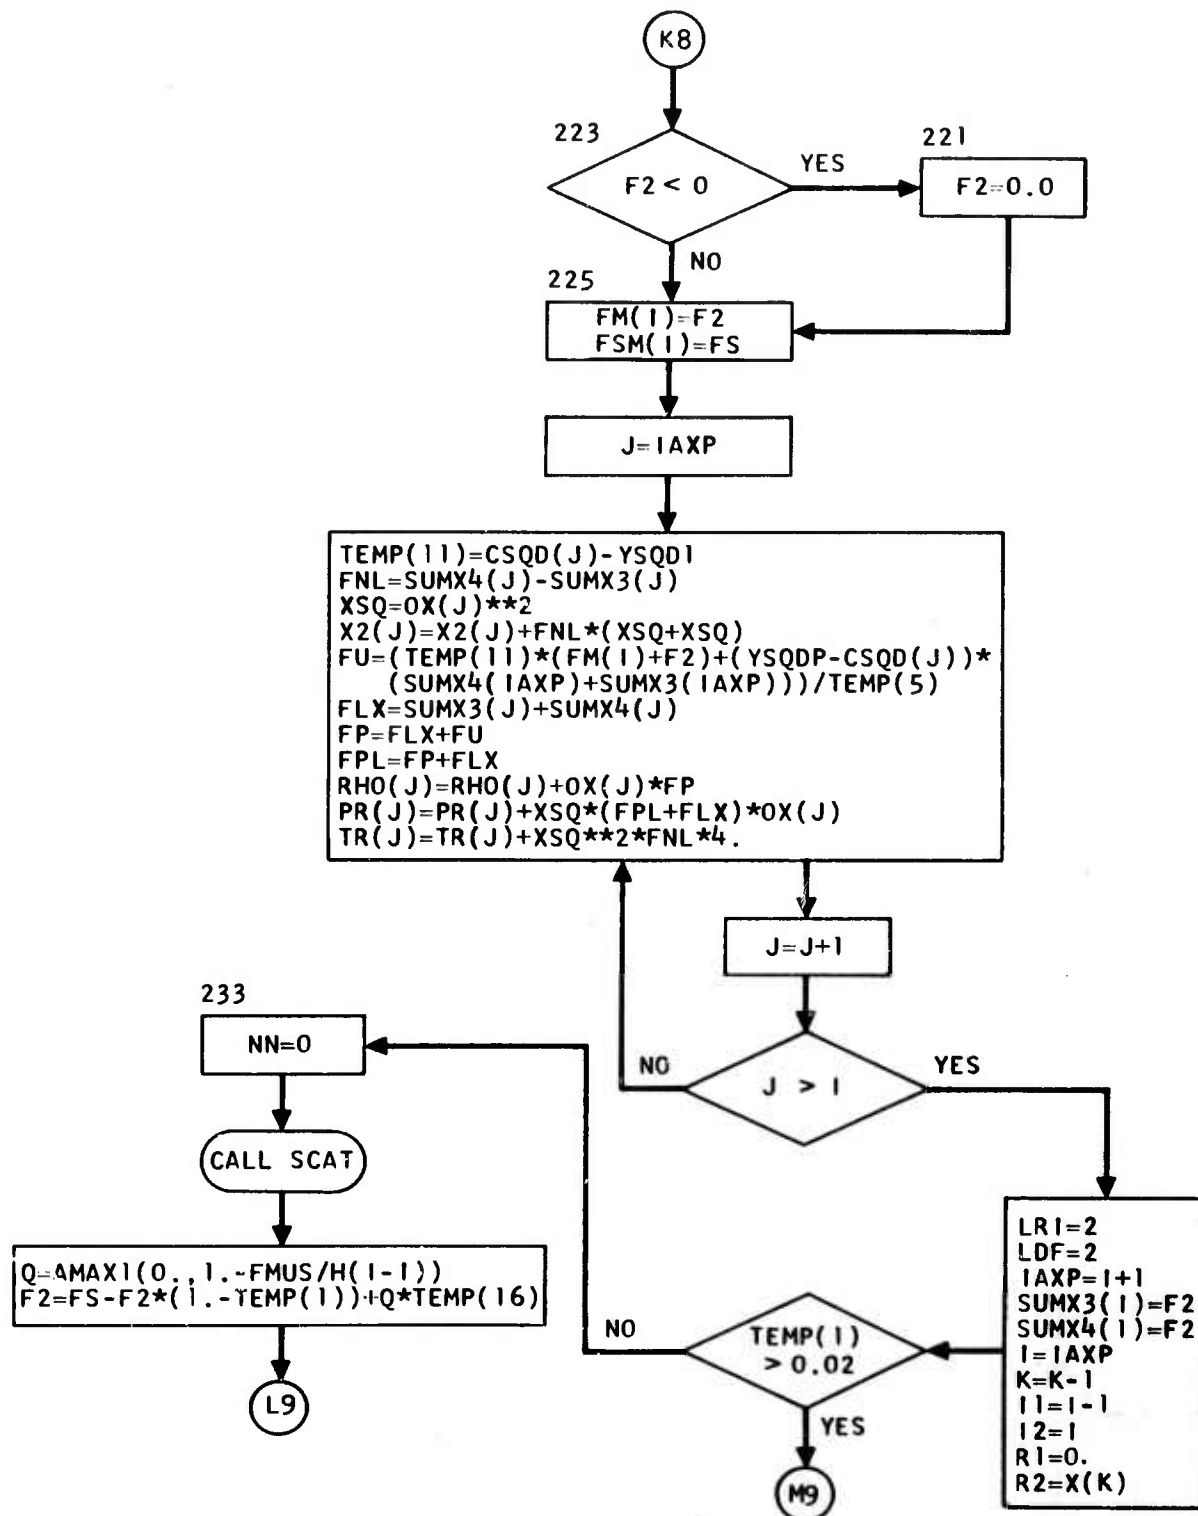 K8
223
F2 < 0
YES
221
F2=0.0
NO
225
FM(I)=F2
FSM(I)=FS
J=IAXP
TEMP(11)=CSQD(J)-YSQD1
FNL=SUMX4(J)-SUMX3(J)
XSQ=OX(J)**2
X2(J)=X2(J)+FNL*(XSQ+XSQ)
FU=(TEMP(11)*(FM(I)+F2)+(YSQDP-CSQD(J))*
(SUMX4(IAXP)+SUMX3(IAXP)))/TEMP(5)
FLX=SUMX3(J)+SUMX4(J)
FP=FLX+FU
FPL=FP+FLX
RHO(J)=RHO(J)+OX(J)*FP
PR(J)=PR(J)+XSQ*(FPL+FLX)*OX(J)
TR(J)=TR(J)+XSQ**2*FNL*4.
J=J+1
J > I
NO
YES
233
NN=0
CALL SCAT
Q=AMAX1(0.,1.-FMUS/H(I-1))
F2=FS-F2*(1.-TEMP(1))+Q*TEMP(16)
L9
LR1=2
LDF=2
IAXP=I+1
SUMX3(I)=F2
SUMX4(I)=F2
I=IAXP
K=K-1
I1=I-1
I2=I
R1=0.
R2=X(K)
TEMP(1)
> 0.02
NO
YES
M9